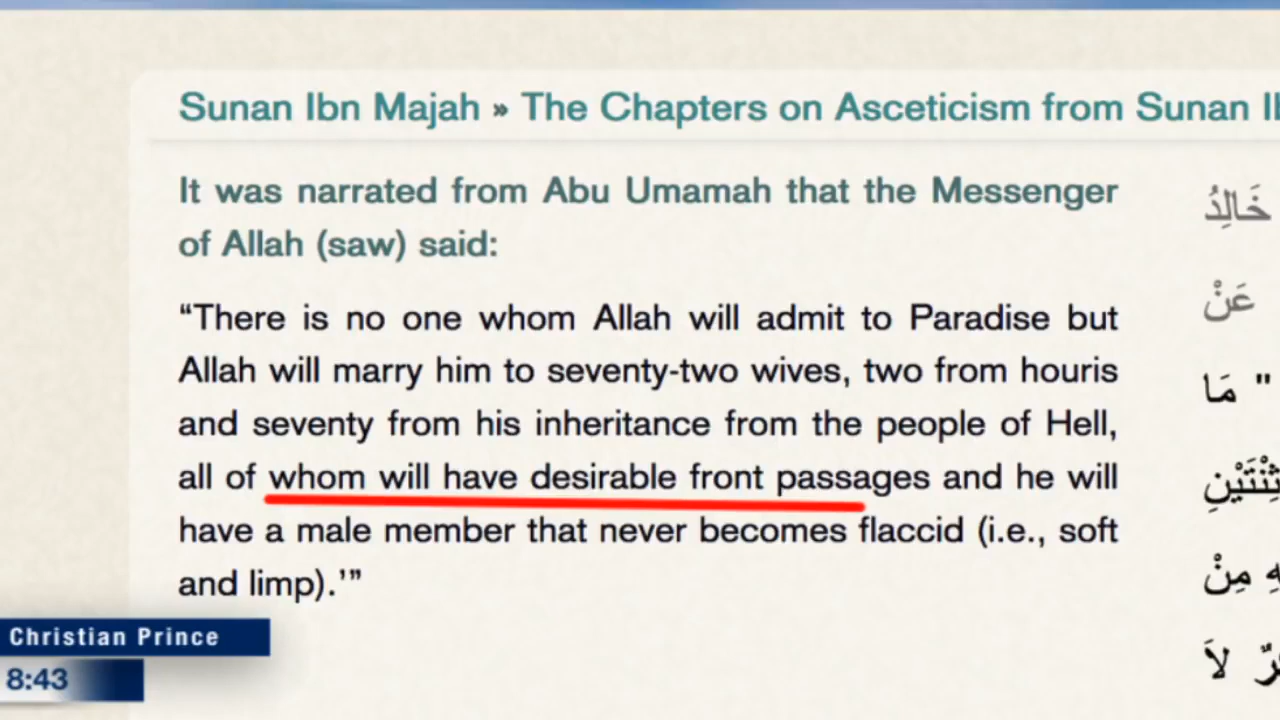 Sunan Ibn Majah » The Chapters on Asceticism from Sunan
It was narrated from Abu Umamah that the Messenger
of Allah (saw) said:
خَالِدُ
“There is no one whom Allah will admit to Paradise but
عَنْ
Allah will marry him to seventy-two wives, two from houris
" مَا
and seventy from his inheritance from the people of Hell,
all of whom will have desirable front passages and he will
ثِنْتَيْنِ
have a male member that never becomes flaccid (i.e., soft
and limp).’”
مِنْ
Christian Prince
لاَ
8:43